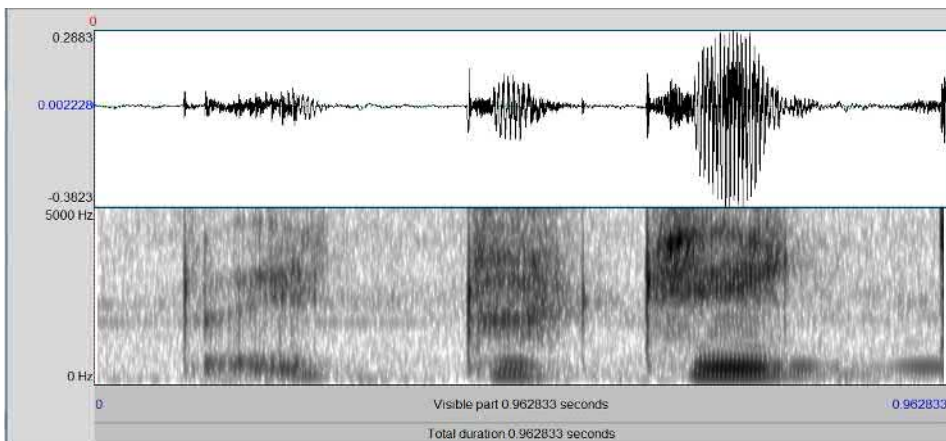 0
0.2883
0.002228
-0.3823
5000 Hz
0 Hz
0 Visible part 0.962833 seconds 0.962833
Total duration 0.962833 seconds